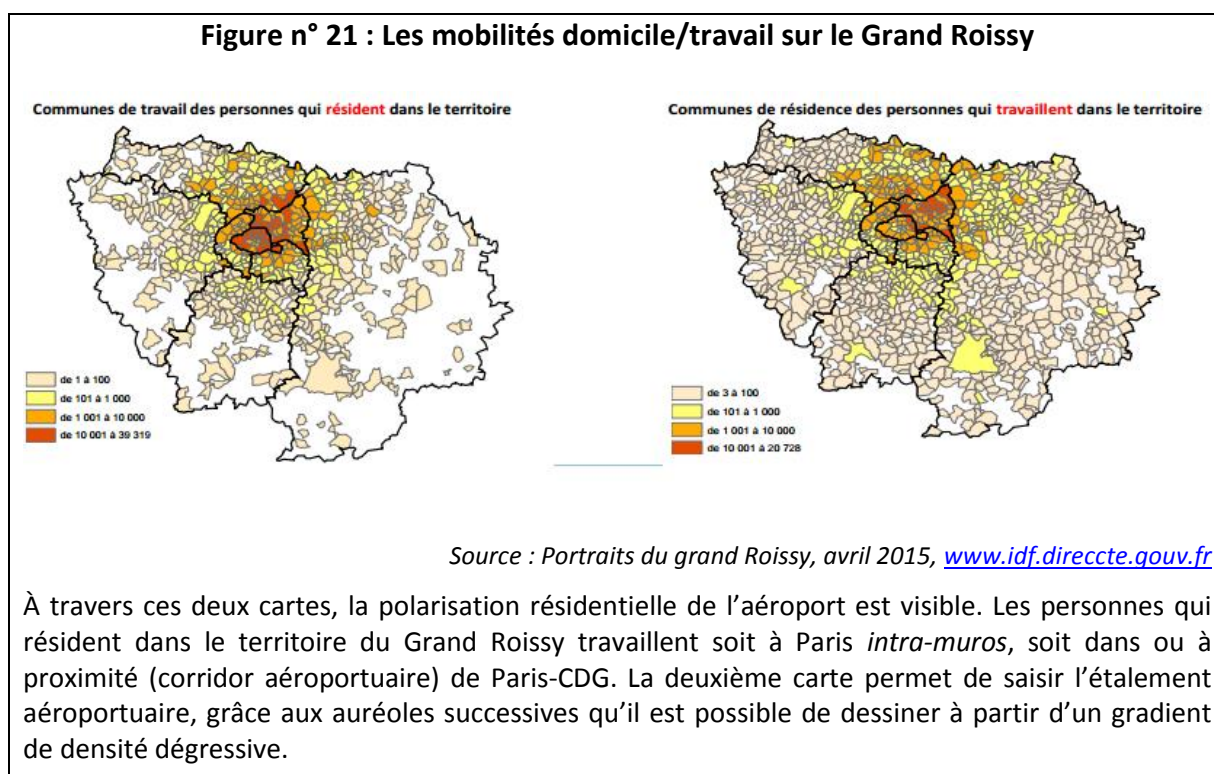 Figure n° 21 : Les mobilités domicile/travail sur le Grand Roissy
Communes de travail des personnes qui résident dans le territoire
de 1 à 100
de 101 à 1 000
de 1 001 à 10 000
de 10 001 à 39 319
Communes de résidence des personnes qui travaillent dans le territoire
de 3 à 100
de 101 à 1 000
de 1 001 à 10 000
de 10 001 à 20 728
Source : Portraits du grand Roissy, avril 2015, www.idf.direccte.gouv.fr
À travers ces deux cartes, la polarisation résidentielle de l’aéroport est visible. Les personnes qui
résident dans le territoire du Grand Roissy travaillent soit à Paris intra-muros, soit dans ou à
proximité (corridor aéroportuaire) de Paris-CDG. La deuxième carte permet de saisir l’étalement
aéroportuaire, grâce aux auréoles successives qu’il est possible de dessiner à partir d’un gradient
de densité dégressive.